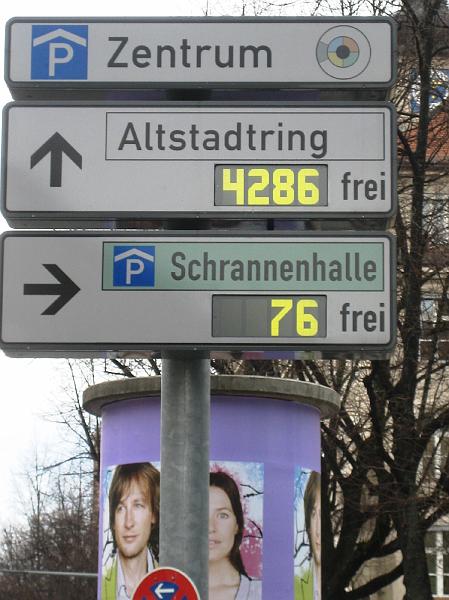 P Zentrum
Altstadtring
4286 frei
P Schrannenhalle
76 frei